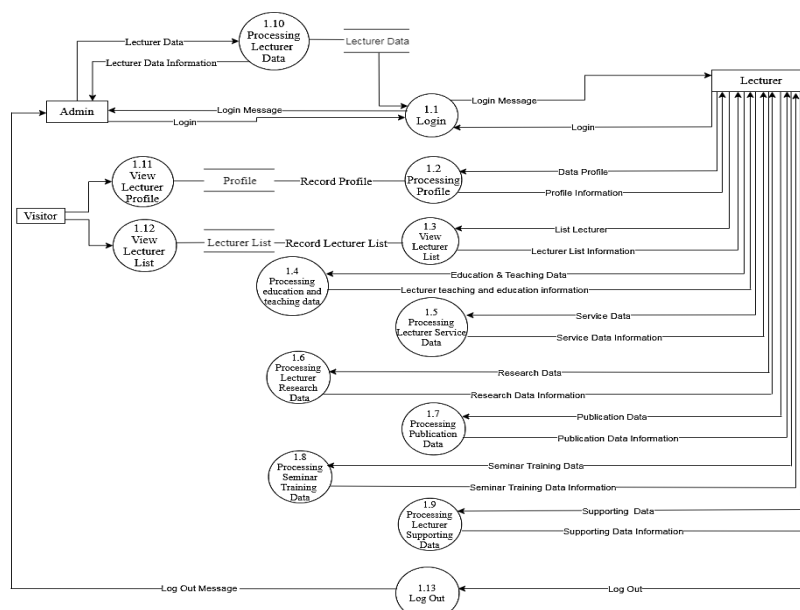 1.10
Processing
Lecturer
Data
Lecturer Data
Lecturer Data
Lecturer Data Information
Lecturer
Admin
Login Message
Login
1.1
Login
Login Message
Login
1.11
View
Lecturer
Profile
Profile
Record Profile
1.2
Processing
Profile
Data Profile
Profile Information
Visitor
1.12
View
Lecturer
List
Lecturer List
Record Lecturer List
1.3
View
Lecturer
List
List Lecturer
Lecturer List Information
1.4
Processing
education and
teaching data
Education & Teaching Data
Lecturer teaching and education information
1.5
Processing
Lecturer Service
Data
Service Data
Service Data Information
1.6
Processing
Lecturer
Research
Data
Research Data
Research Data Information
1.7
Processing
Publication
Data
Publication Data
Publication Data Information
1.8
Processing
Seminar
Training
Data
Seminar Training Data
Seminar Training Data Information
1.9
Processing
Lecturer
Supporting
Data
Supporting Data
Supporting Data Information
Log Out Message
1.13
Log Out
Log Out